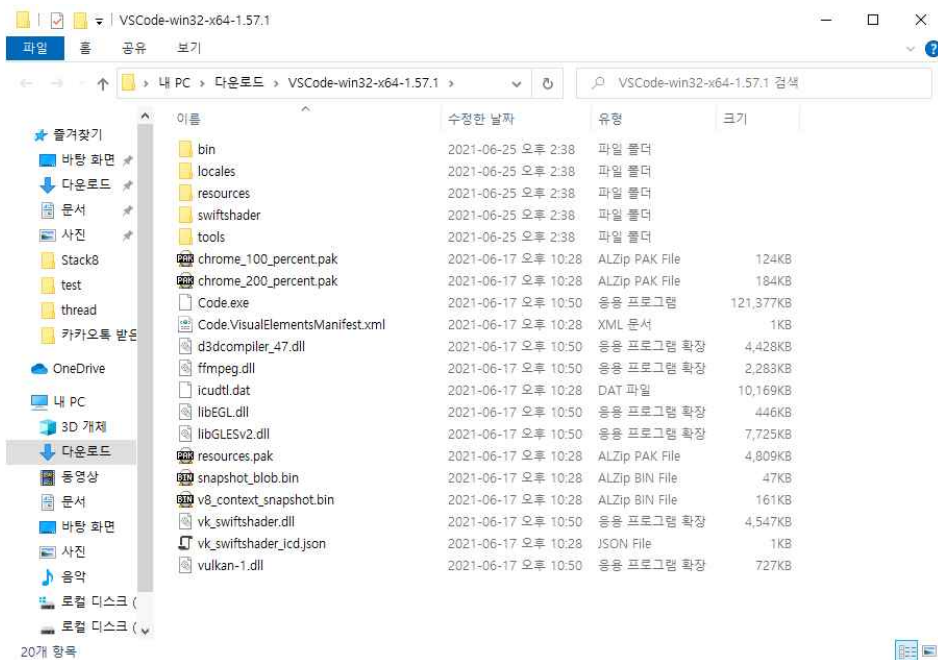 VSCode-win32-x64-1.57.1
파일 홈 공유 보기
내 PC > 다운로드 > VSCode-win32-x64-1.57.1 >
VSCode-win32-x64-1.57.1 검색
즐겨찾기
바탕 화면
다운로드
문서
사진
Stack8
test
thread
카카오톡 받은
OneDrive
내 PC
3D 개체
다운로드
동영상
문서
바탕 화면
사진
음악
로컬 디스크 (
로컬 디스크 (
이름 수정한 날짜 유형 크기
bin 2021-06-25 오후 2:38 파일 폴더
locales 2021-06-25 오후 2:38 파일 폴더
resources 2021-06-25 오후 2:38 파일 폴더
swiftshader 2021-06-25 오후 2:38 파일 폴더
tools 2021-06-25 오후 2:38 파일 폴더
chrome_100_percent.pak 2021-06-17 오후 10:28 ALZip PAK File 124KB
chrome_200_percent.pak 2021-06-17 오후 10:28 ALZip PAK File 184KB
Code.exe 2021-06-17 오후 10:50 응용 프로그램 121,377KB
Code.VisualElementsManifest.xml 2021-06-17 오후 10:28 XML 문서 1KB
d3dcompiler_47.dll 2021-06-17 오후 10:50 응용 프로그램 확장 4,428KB
ffmpeg.dll 2021-06-17 오후 10:50 응용 프로그램 확장 2,283KB
icudtl.dat 2021-06-17 오후 10:28 DAT 파일 10,169KB
libEGL.dll 2021-06-17 오후 10:50 응용 프로그램 확장 446KB
libGLESv2.dll 2021-06-17 오후 10:50 응용 프로그램 확장 7,725KB
resources.pak 2021-06-17 오후 10:28 ALZip PAK File 4,809KB
snapshot_blob.bin 2021-06-17 오후 10:28 ALZip BIN File 47KB
v8_context_snapshot.bin 2021-06-17 오후 10:28 ALZip BIN File 161KB
vk_swiftshader.dll 2021-06-17 오후 10:50 응용 프로그램 확장 4,547KB
vk_swiftshader_icd.json 2021-06-17 오후 10:28 JSON File 1KB
vulkan-1.dll 2021-06-17 오후 10:50 응용 프로그램 확장 727KB
20개 항목